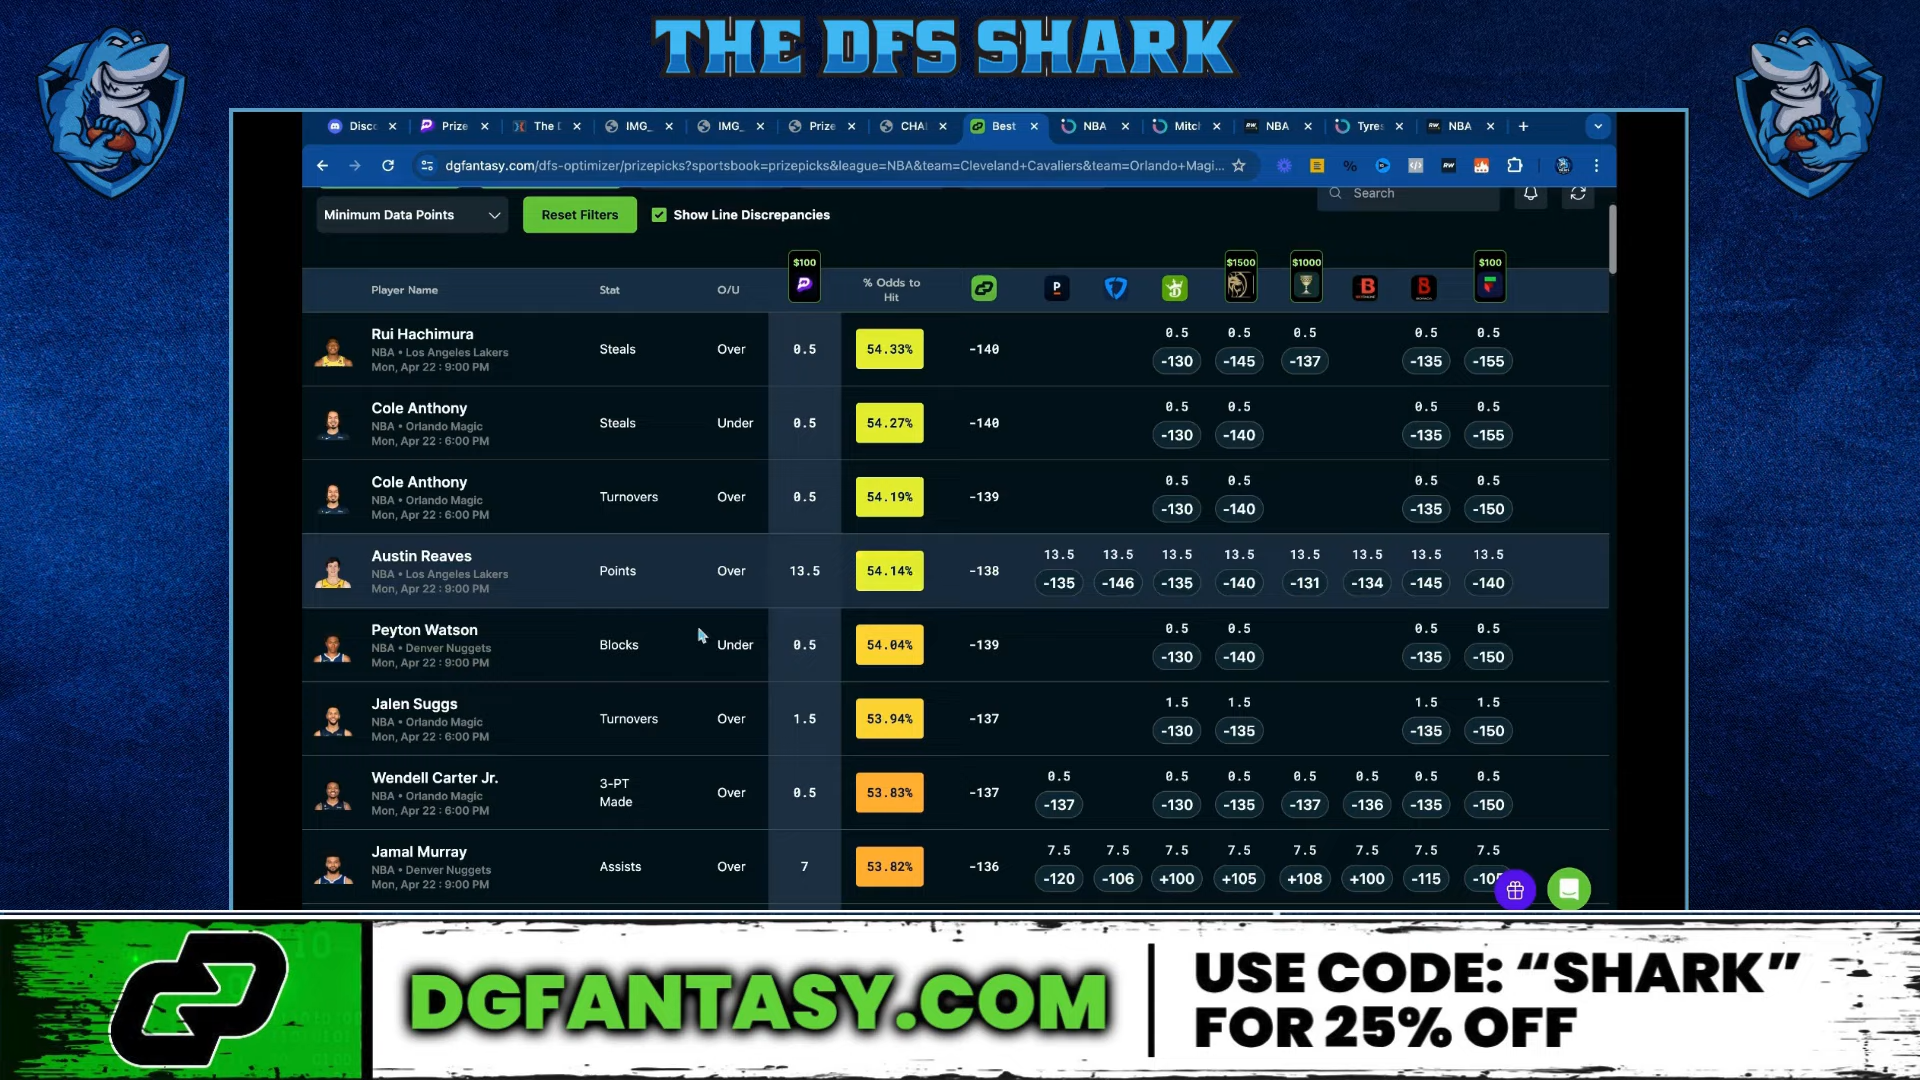 THE DFS SHARK
Disc
Prize
The
IMG_
IMG_
Prize
CHA
Best
NBA
Mitc
NBA
Tyre
NBA
dgfantasy.com/dfs-optimizer/prizepicks?sportsbook=prizepicks&league=NBA&team=Cleveland+Cavaliers&team=Orlando+Magi...
Minimum Data Points
Reset Filters
Show Line Discrepancies
Search
Player Name Stat O/U $100 % Odds to Hit $1500 $1000 $100
Rui Hachimura
NBA • Los Angeles Lakers
Mon, Apr 22 : 9:00 PM
Steals Over 0.5 54.33% -140
0.5 0.5 0.5 0.5 0.5
-130 -145 -137 -135 -155
Cole Anthony
NBA • Orlando Magic
Mon, Apr 22 : 6:00 PM
Steals Under 0.5 54.27% -140
0.5 0.5 0.5 0.5
-130 -140 -135 -155
Cole Anthony
NBA • Orlando Magic
Mon, Apr 22 : 6:00 PM
Turnovers Over 0.5 54.19% -139
0.5 0.5 0.5 0.5
-130 -140 -135 -150
Austin Reaves
NBA • Los Angeles Lakers
Mon, Apr 22 : 9:00 PM
Points Over 13.5 54.14% -138
13.5 13.5 13.5 13.5 13.5 13.5 13.5 13.5
-135 -146 -135 -140 -131 -134 -145 -140
Peyton Watson
NBA • Denver Nuggets
Mon, Apr 22 : 9:00 PM
Blocks Under 0.5 54.04% -139
0.5 0.5 0.5 0.5
-130 -140 -135 -150
Jalen Suggs
NBA • Orlando Magic
Mon, Apr 22 : 6:00 PM
Turnovers Over 1.5 53.94% -137
1.5 1.5 1.5 1.5
-130 -135 -135 -150
Wendell Carter Jr.
NBA • Orlando Magic
Mon, Apr 22 : 6:00 PM
3-PT Made Over 0.5 53.83% -137
0.5 0.5 0.5 0.5 0.5 0.5 0.5
-137 -130 -135 -137 -136 -135 -150
Jamal Murray
NBA • Denver Nuggets
Mon, Apr 22 : 9:00 PM
Assists Over 7 53.82% -136
7.5 7.5 7.5 7.5 7.5 7.5 7.5 7.5
-120 -106 +100 +105 +108 +100 -115
DGFANTASY.COM
USE CODE: “SHARK”
FOR 25% OFF